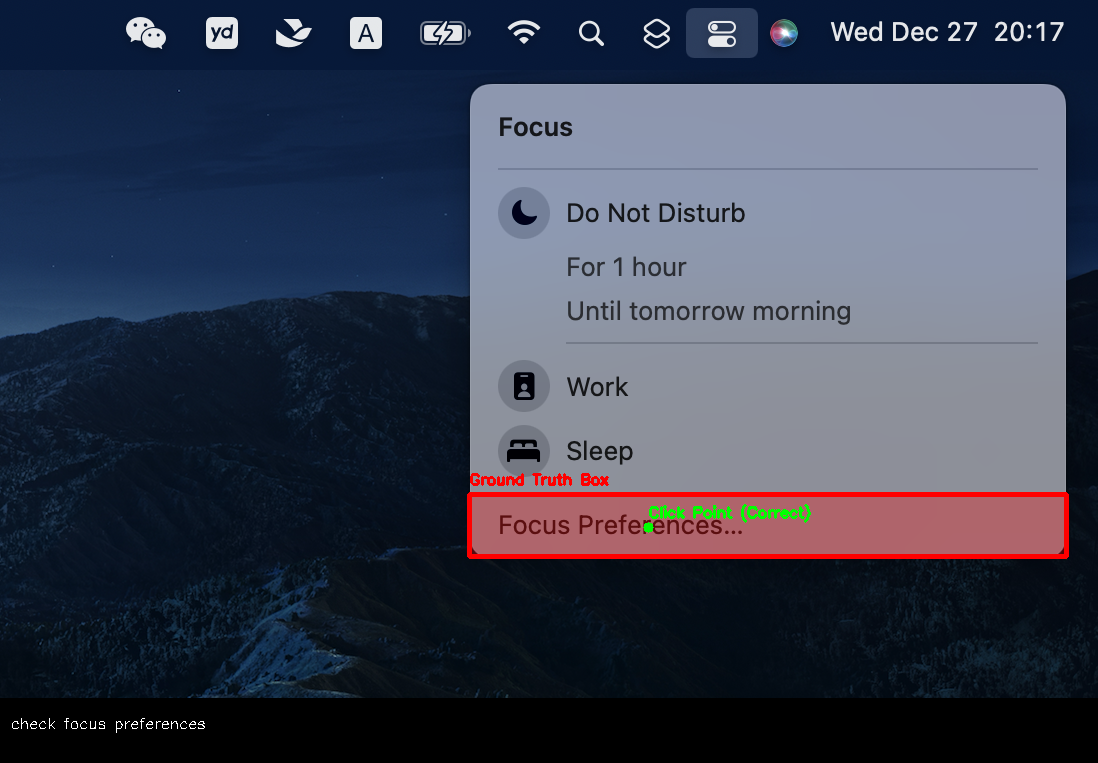 yd A Wed Dec 27 20:17
Focus
Do Not Disturb
For 1 hour
Until tomorrow morning
Work
Sleep
Ground Truth Box
Click Point (Correct)
Focus Preferences...
check focus preferences